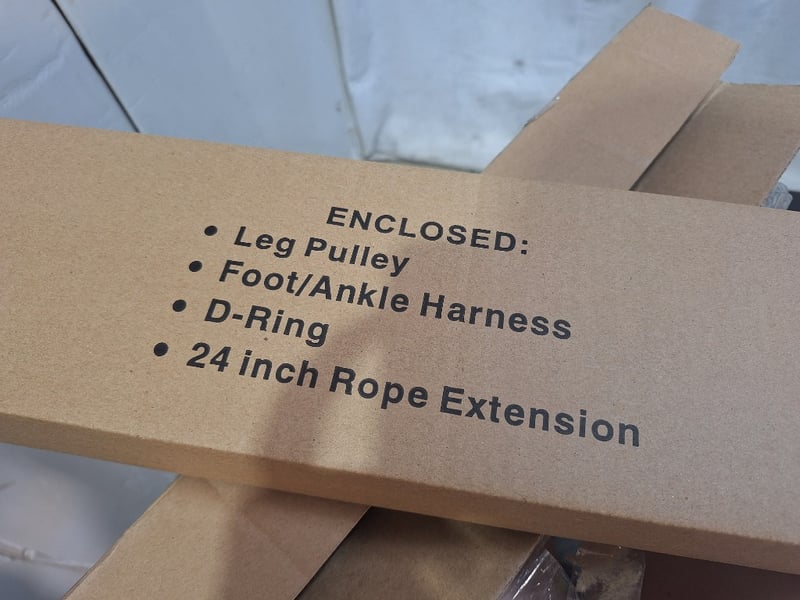 ENCLOSED:
• Leg Pulley
• Foot/Ankle Harness
• D-Ring
• 24 inch Rope Extension